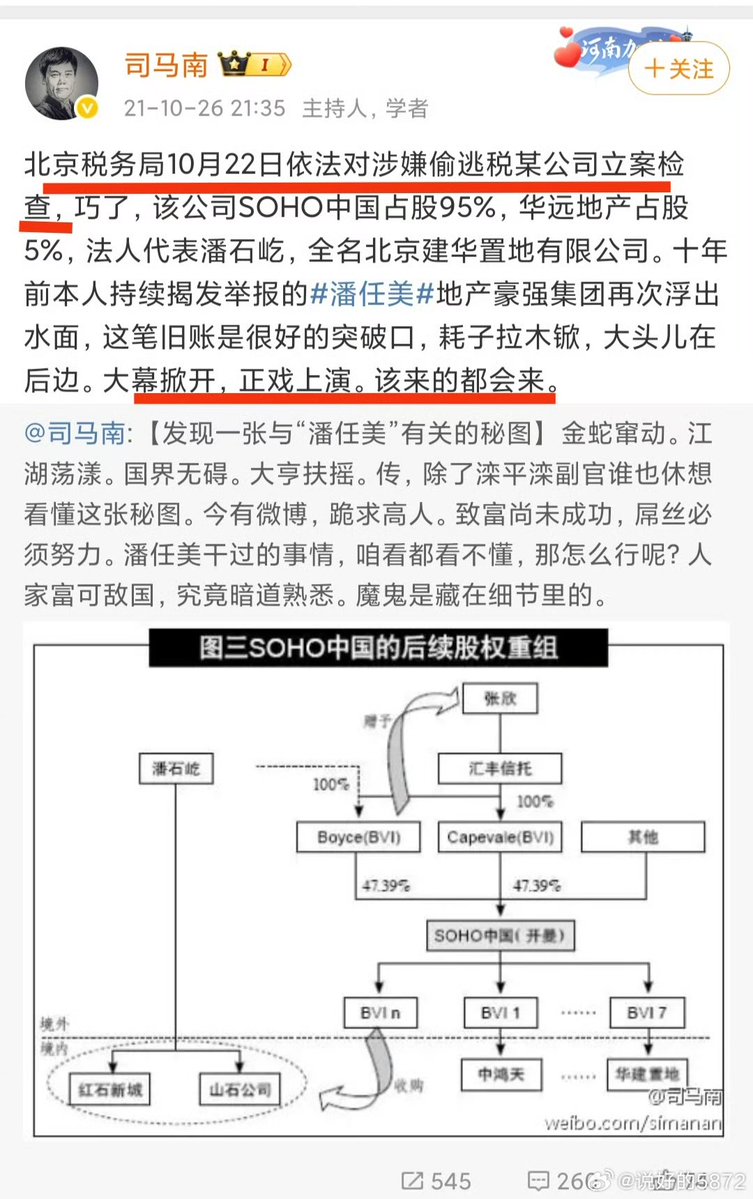 司马南
I
河南加
+关注
21-10-26 21:35 主持人，学者
北京税务局10月22日依法对涉嫌偷逃税某公司立案检
查，巧了，该公司SOHO中国占股95%，华远地产占股
5%，法人代表潘石屹，全名北京建华置地有限公司。十年
前本人持续揭发举报的#潘任美#地产豪强集团再次浮出
水面，这笔旧账是很好的突破口，耗子拉木锨，大头儿在
后边。大幕掀开，正戏上演。该来的都会来。
@司马南:【发现一张与“潘任美”有关的秘图】金蛇窜动。江
湖荡漾。国界无碍。大亨扶摇。传，除了滦平滦副官谁也休想
看懂这张秘图。今有微博，跪求高人。致富尚未成功，屌丝必
须努力。潘任美干过的事情，咱看都看不懂，那怎么行呢？人
家富可敌国，究竟暗道熟悉。魔鬼是藏在细节里的。
图三SOHO中国的后续股权重组
赠予
张欣
潘石屹
汇丰信托
100%
100%
Boyce(BVI)
Capevale(BVI)
其他
47.39%
47.39%
SOHO中国(开曼)
BVI n
BVI 1
……
BVI 7
境外
境内
红石新城
山石公司
收购
中鸿天
……
华建置地
@司马南
weibo.com/simanan
545
260
@说好的5872